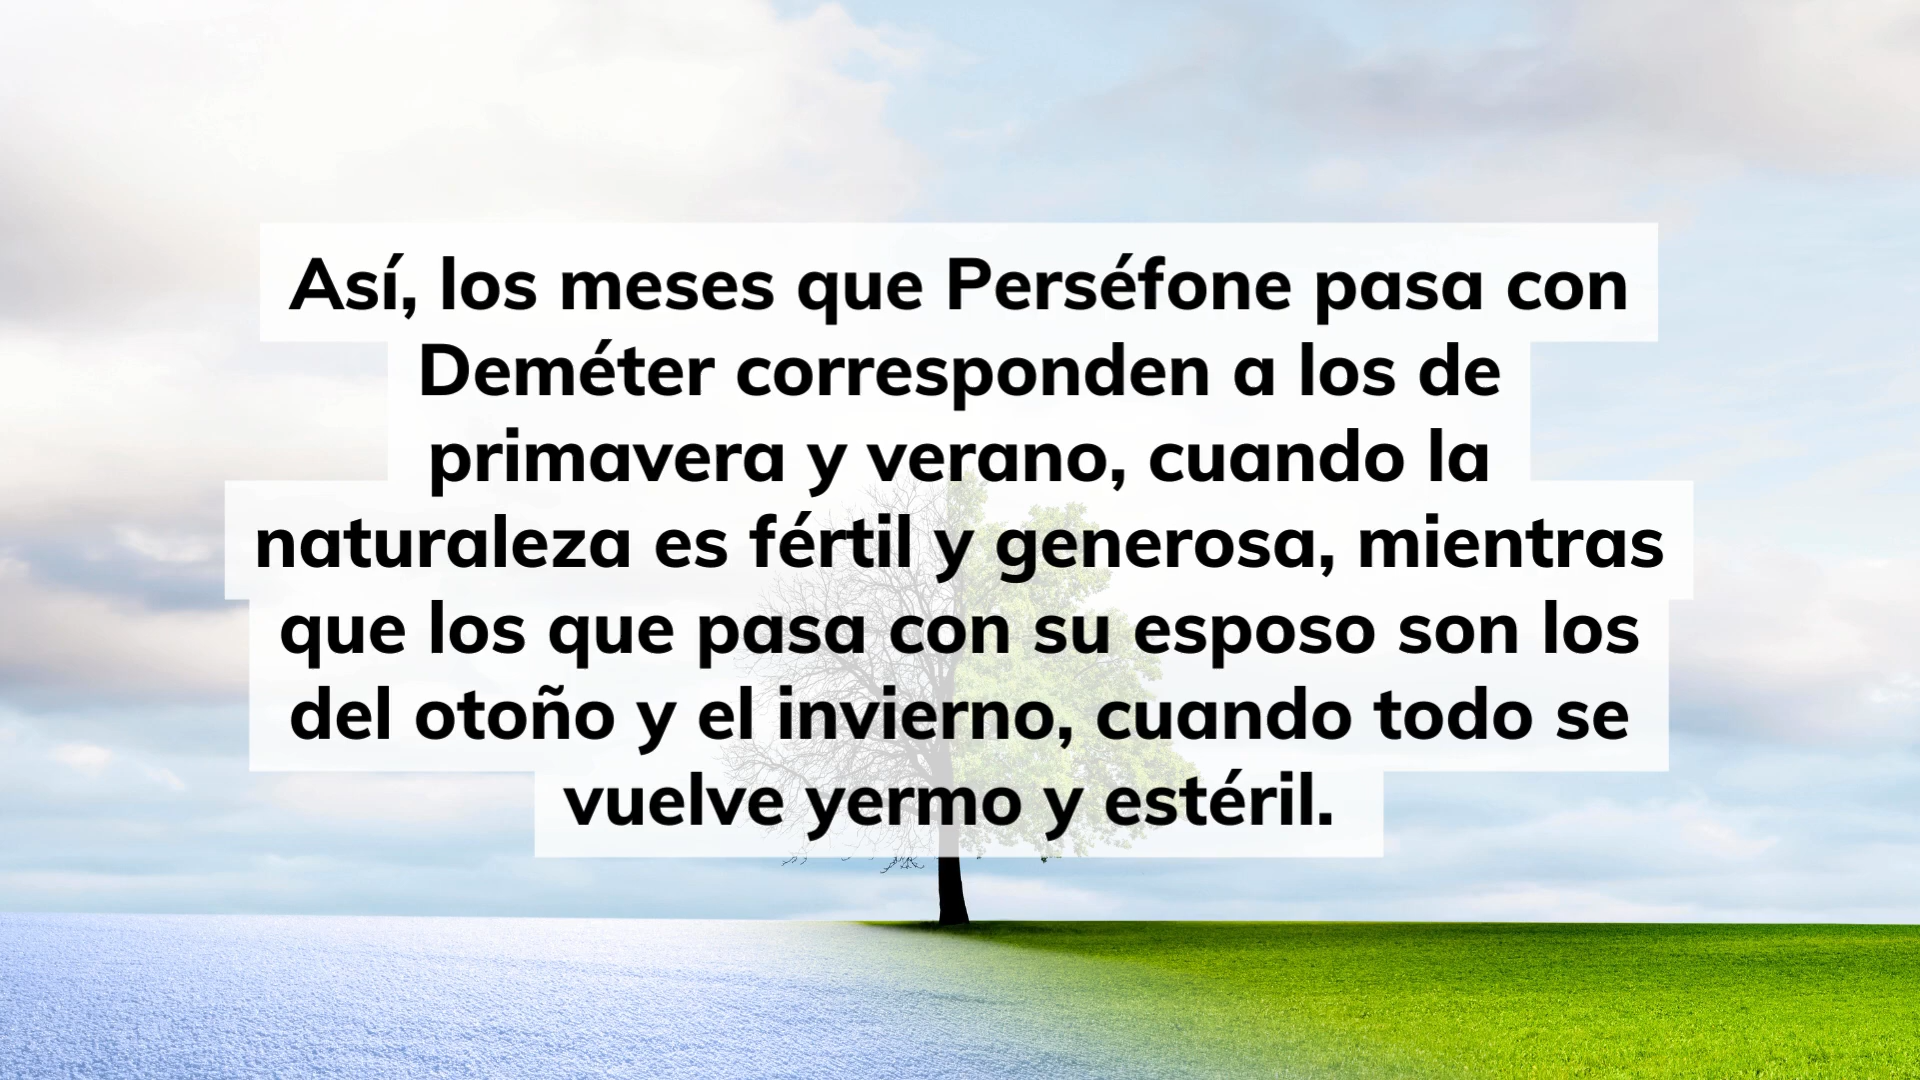 Así, los meses que Perséfone pasa con
Deméter corresponden a los de
primavera y verano, cuando la
naturaleza es fértil y generosa, mientras
que los que pasa con su esposo son los
del otoño y el invierno, cuando todo se
vuelve yermo y estéril.